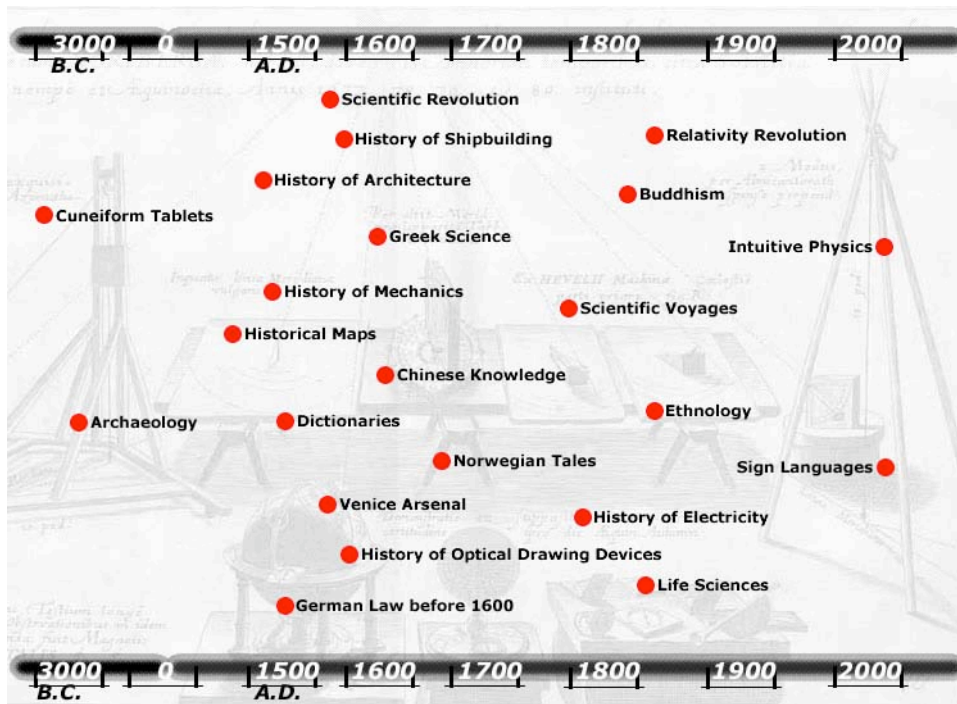 3000 0 1500 1600 1700 1800 1900 2000
B.C. A.D.
Scientific Revolution
History of Shipbuilding
Relativity Revolution
History of Architecture
Buddhism
Cuneiform Tablets
Greek Science
Intuitive Physics
History of Mechanics
Scientific Voyages
Historical Maps
Chinese Knowledge
Ethnology
Archaeology
Dictionaries
Norwegian Tales
Sign Languages
Venice Arsenal
History of Electricity
History of Optical Drawing Devices
Life Sciences
German Law before 1600
3000 0 1500 1600 1700 1800 1900 2000
B.C. A.D.